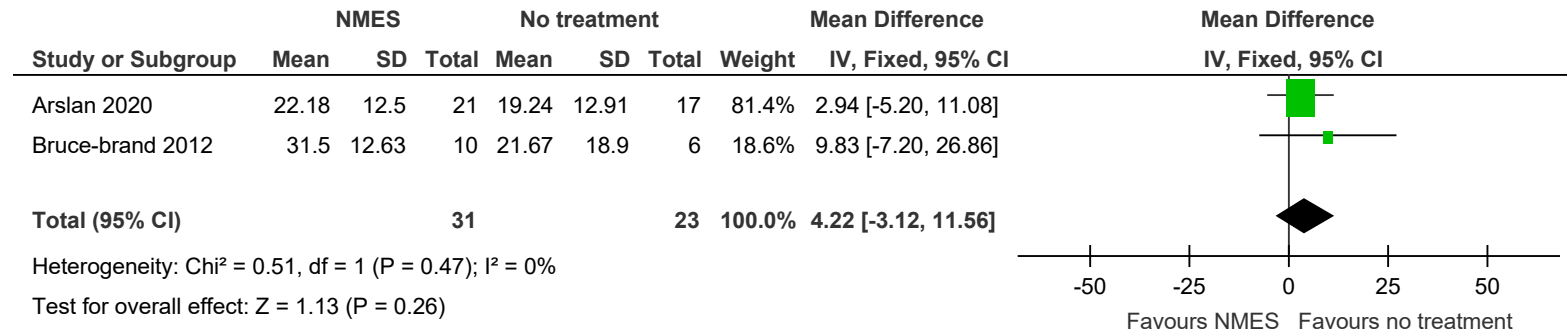 NMES No treatment Mean Difference Mean Difference
Study or Subgroup Mean SD Total Mean SD Total Weight IV, Fixed, 95% CI IV, Fixed, 95% CI
Arslan 2020 22.18 12.5 21 19.24 12.91 17 81.4% 2.94 [-5.20, 11.08]
Bruce-brand 2012 31.5 12.63 10 21.67 18.9 6 18.6% 9.83 [-7.20, 26.86]
Total (95% CI) 31 23 100.0% 4.22 [-3.12, 11.56]
Heterogeneity: Chi² = 0.51, df = 1 (P = 0.47); I² = 0%
Test for overall effect: Z = 1.13 (P = 0.26)
-50 -25 0 25 50
Favours NMES Favours no treatment